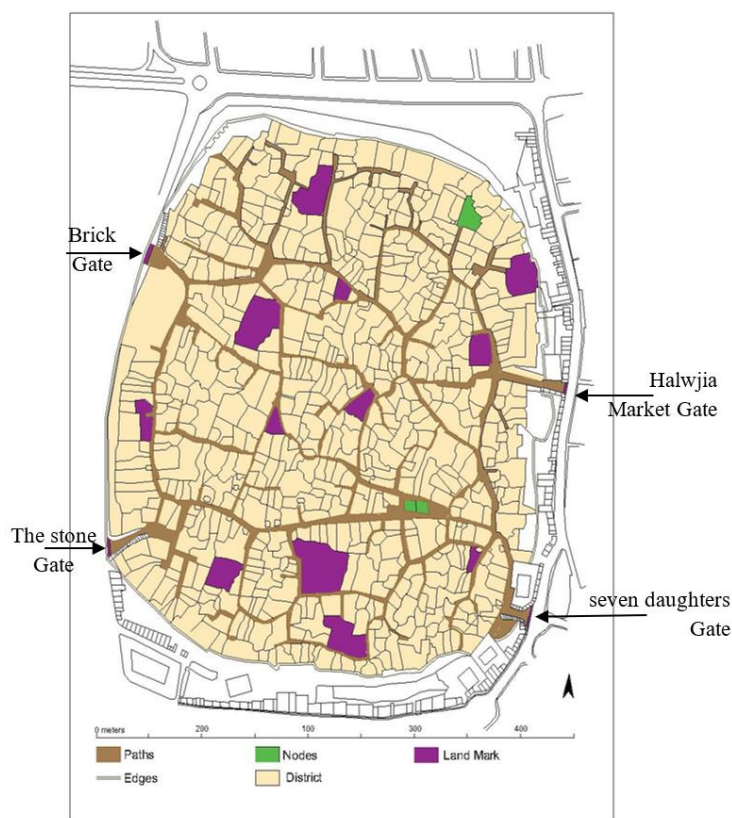 Brick
Gate
Halwjia
Market Gate
The stone
Gate
seven daughters
Gate
0 meters 200 300 400
Paths Nodes Land Mark
Edges District